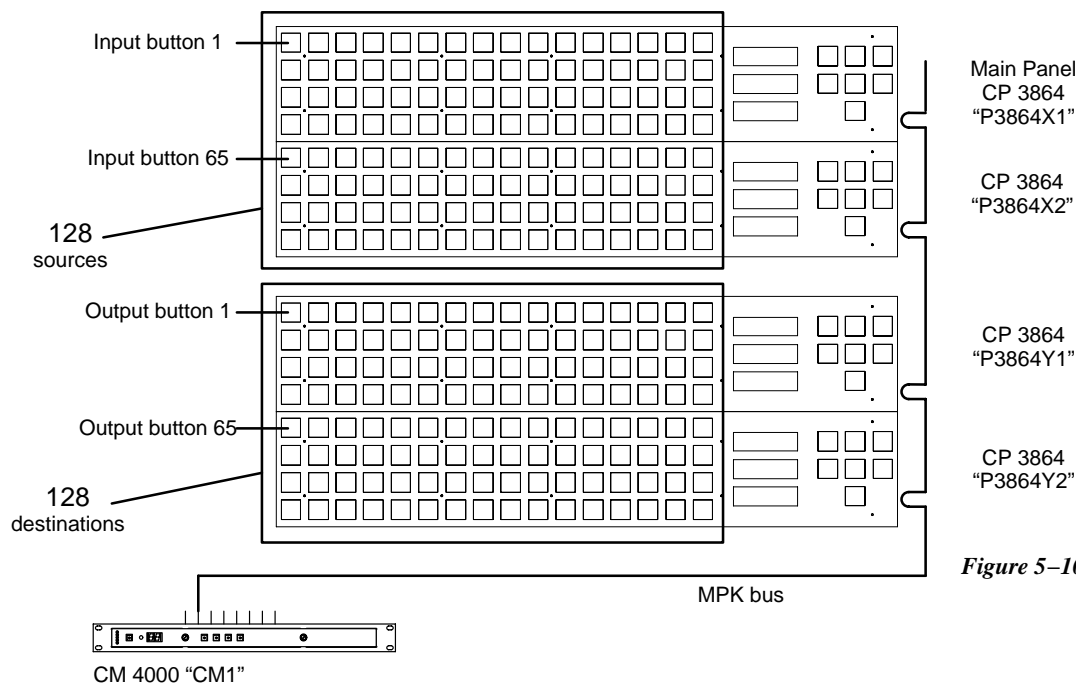 Input button 1
Main Panel
CP 3864
“P3864X1”
Input button 65
CP 3864
“P3864X2”
128
sources
Output button 1
CP 3864
“P3864Y1”
Output button 65
CP 3864
“P3864Y2”
128
destinations
MPK bus
CM 4000 “CM1”